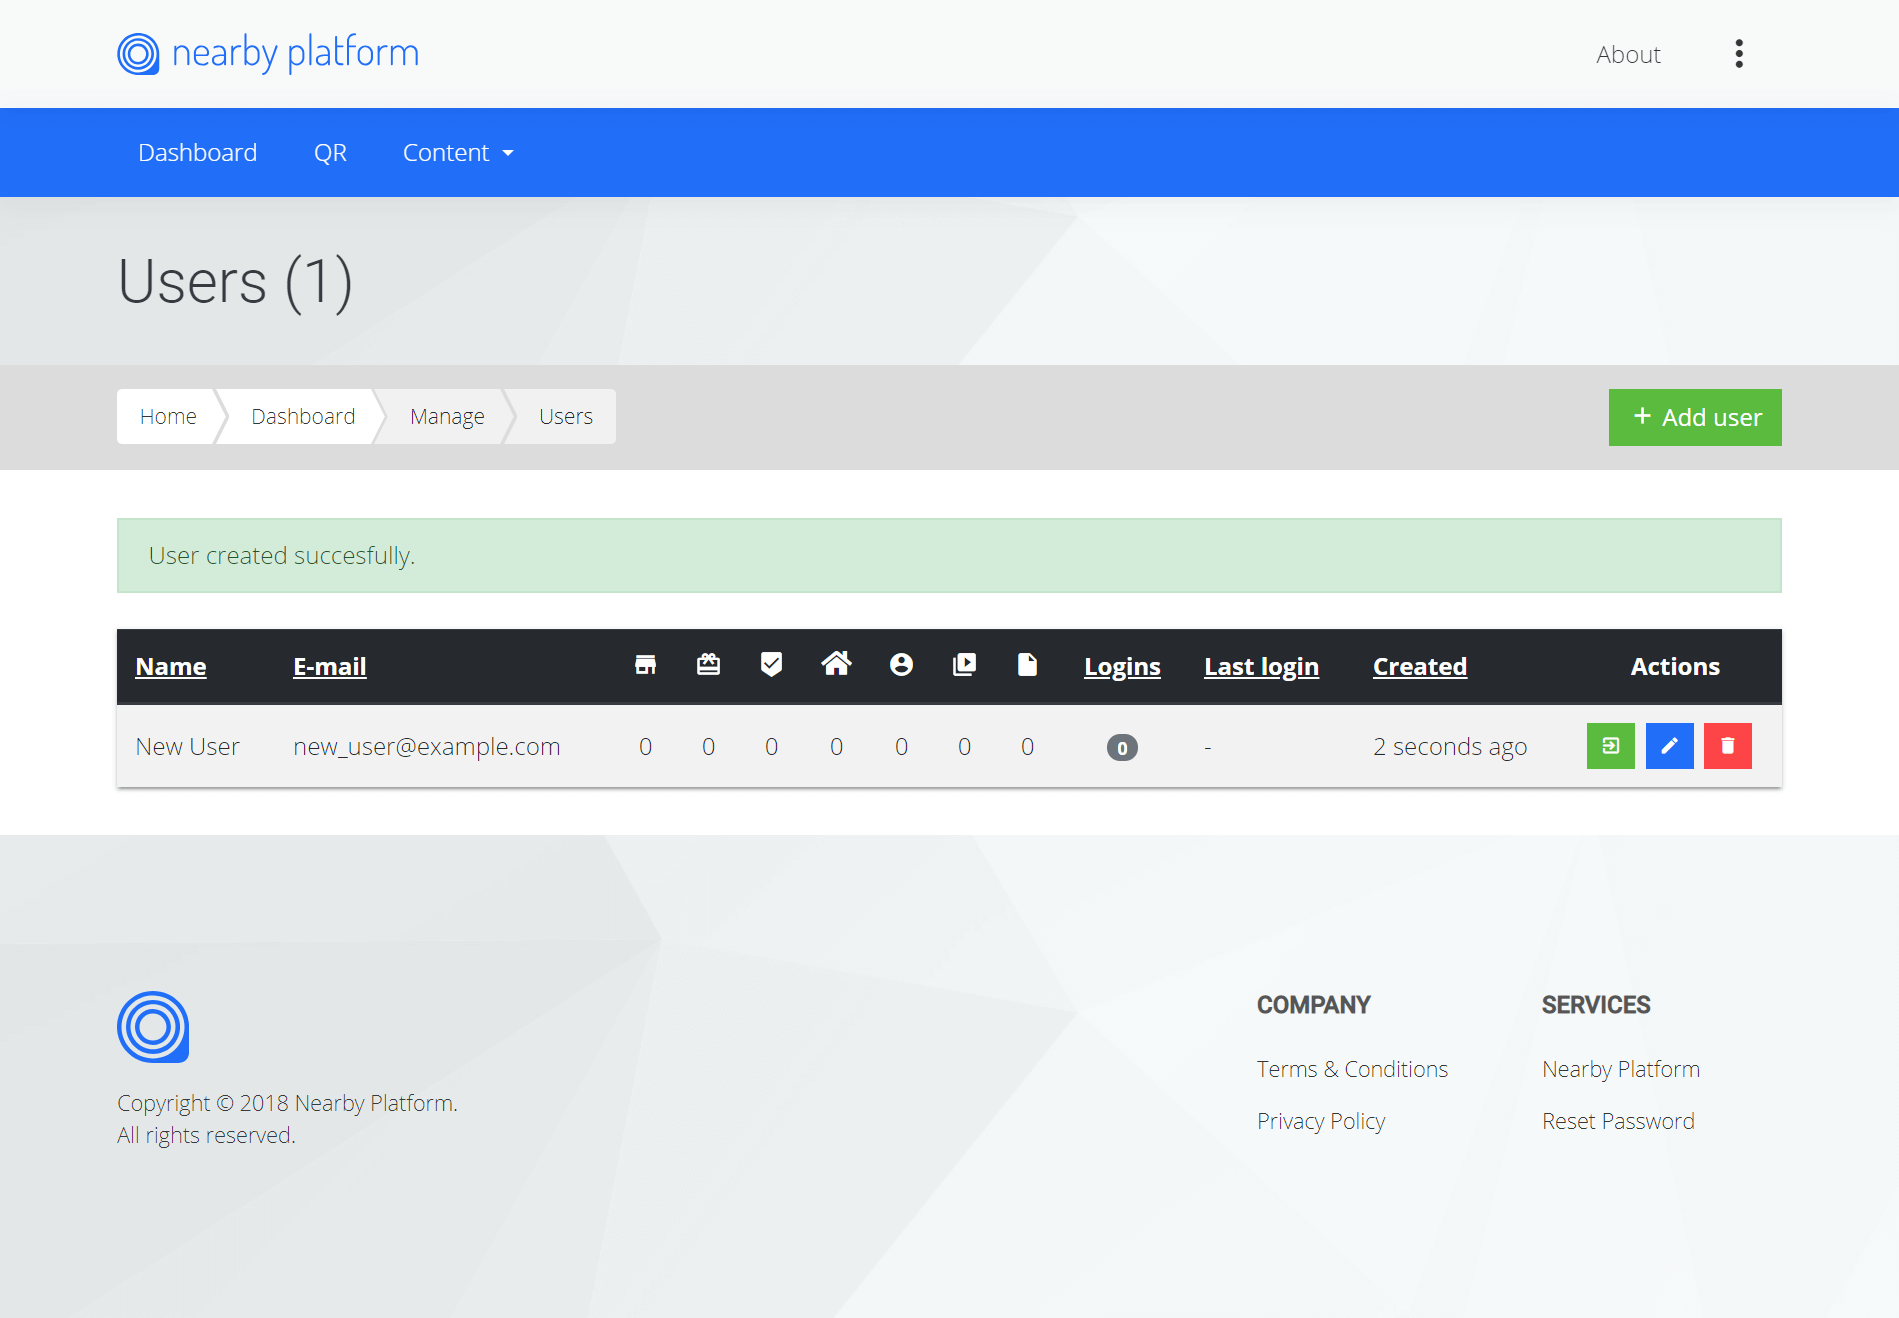 nearby platform
About
Dashboard QR Content
Users (1)
Home Dashboard Manage Users
+ Add user
User created succesfully.
Name E-mail Logins Last login Created Actions
New User new_user@example.com 0 0 0 0 0 0 0 0 - 2 seconds ago
COMPANY SERVICES
Terms & Conditions Nearby Platform
Privacy Policy Reset Password
Copyright © 2018 Nearby Platform.
All rights reserved.